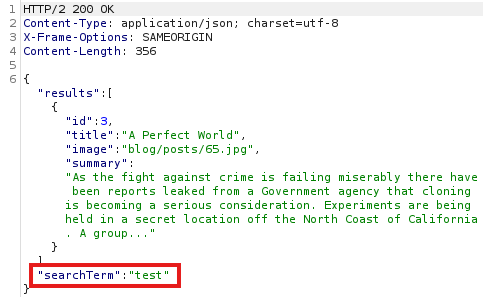 1 HTTP/2 200 OK
2 Content-Type: application/json; charset=utf-8
3 X-Frame-Options: SAMEORIGIN
4 Content-Length: 356
5
6 {
"results":[
{
"id":3,
"title":"A Perfect World",
"image":"blog/posts/65.jpg",
"summary":
"As the fight against crime is failing miserably there have
been reports leaked from a Government agency that cloning
is becoming a serious consideration. Experiments are being
held in a secret location off the North Coast of California
. A group..."
}
]
"searchTerm":"test"
}